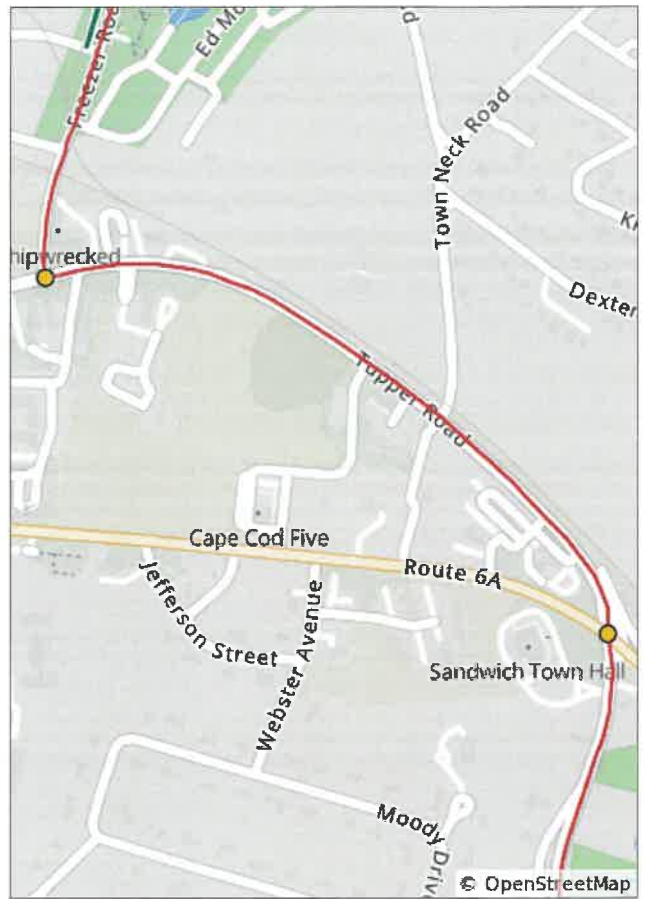 Freezer Roa
Ed Mo
Town Neck Road
hipwrecked
Dexter
Tupper Road
Cape Cod Five
Route 6A
Jefferson Street
Webster Avenue
Sandwich Town Hall
Moody Drive
© OpenStreetMap